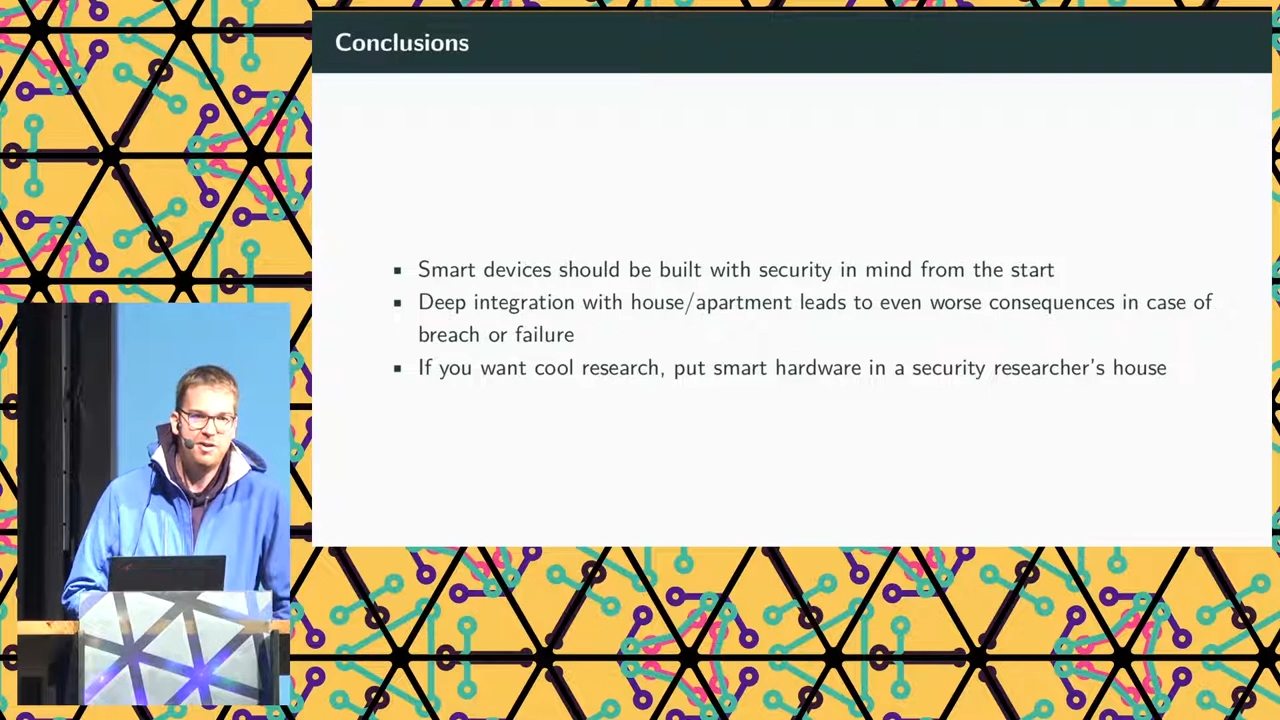 Conclusions
Smart devices should be built with security in mind from the start
Deep integration with house/apartment leads to even worse consequences in case of
breach or failure
If you want cool research, put smart hardware in a security researcher's house